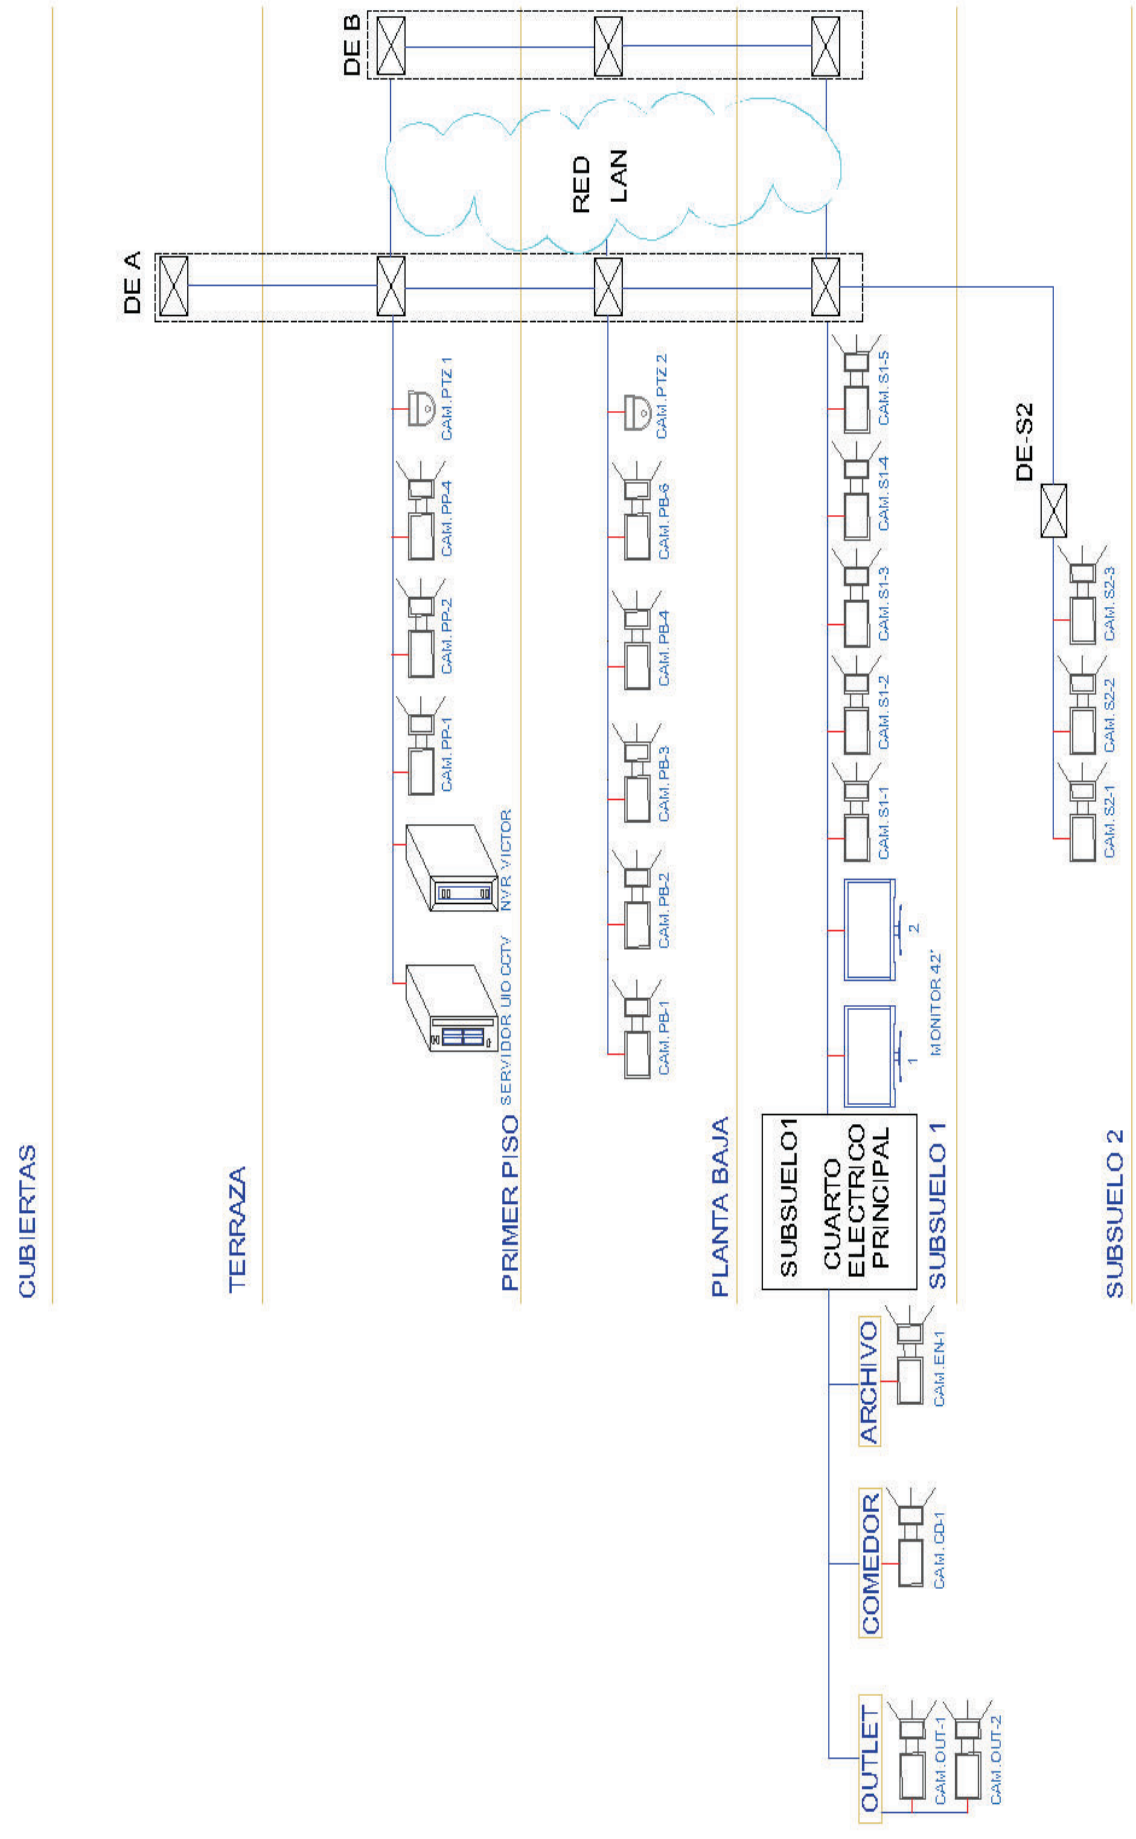 CUBIERTAS
TERRAZA
DE A
DE B
PRIMER PISO
SERVIDOR UIO CCTV
NVR VICTOR
CAM. PP-1
CAM. PP-2
CAM. PP-4
CAM. PTZ 1
RED
LAN
PLANTA BAJA
CAM. PB-1
CAM. PB-2
CAM. PB-3
CAM. PB-4
CAM. PB-6
CAM. PTZ 2
SUBSUELO1
CUARTO
ELECTRICO
PRINCIPAL
SUBSUELO 1
1
2
MONITOR 42'
CAM. S1-1
CAM. S1-2
CAM. S1-3
CAM. S1-4
CAM. S1-5
OUTLET
CAM. OUT-1
CAM. OUT-2
COMEDOR
CAM. CD-1
ARCHIVO
CAM. EN-1
SUBSUELO 2
CAM. S2-1
CAM. S2-2
CAM. S2-3
DE-S2